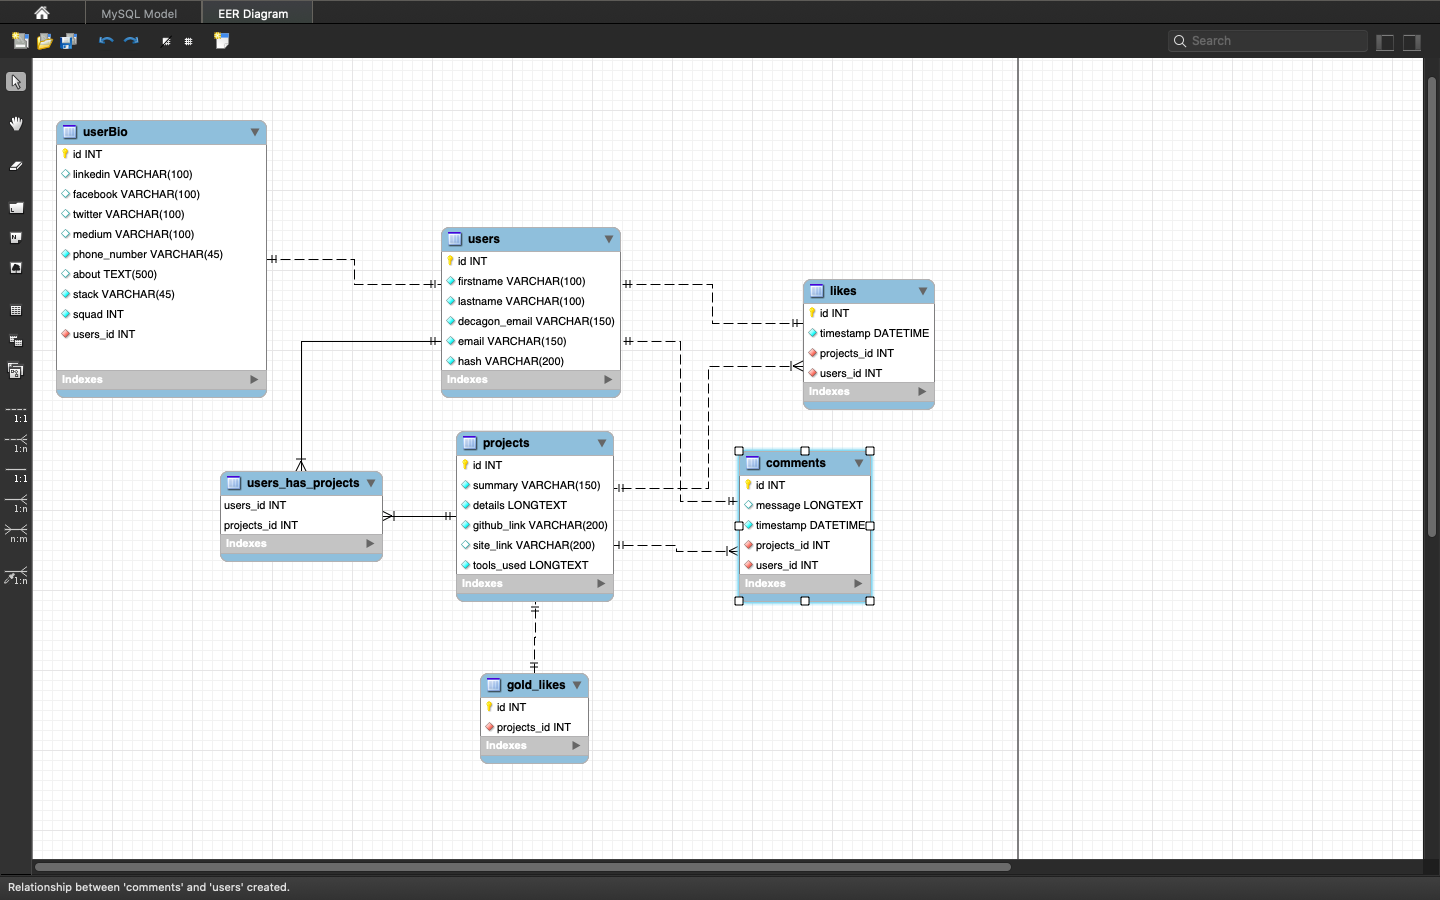 MySQL Model
EER Diagram
Search
userBio
id INT
linkedin VARCHAR(100)
facebook VARCHAR(100)
twitter VARCHAR(100)
medium VARCHAR(100)
phone_number VARCHAR(45)
about TEXT(500)
stack VARCHAR(45)
squad INT
users_id INT
Indexes
users
id INT
firstname VARCHAR(100)
lastname VARCHAR(100)
decagon_email VARCHAR(150)
email VARCHAR(150)
hash VARCHAR(200)
Indexes
likes
id INT
timestamp DATETIME
projects_id INT
users_id INT
Indexes
users_has_projects
users_id INT
projects_id INT
Indexes
projects
id INT
summary VARCHAR(150)
details LONGTEXT
github_link VARCHAR(200)
site_link VARCHAR(200)
tools_used LONGTEXT
Indexes
comments
id INT
message LONGTEXT
timestamp DATETIME
projects_id INT
users_id INT
Indexes
gold_likes
id INT
projects_id INT
Indexes
1:1
1:n
1:1
1:n
n:m
1:n
Relationship between 'comments' and 'users' created.